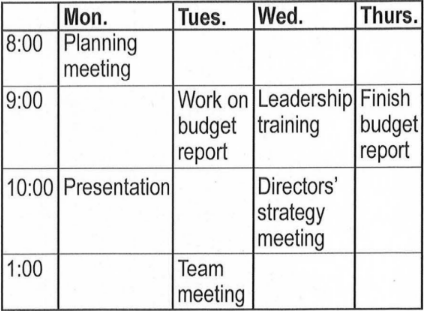 Mon. Tues. Wed. Thurs.
8:00 Planning
meeting
9:00 Work on Leadership Finish
budget training budget
report report
10:00 Presentation Directors’
strategy
meeting
1:00 Team
meeting